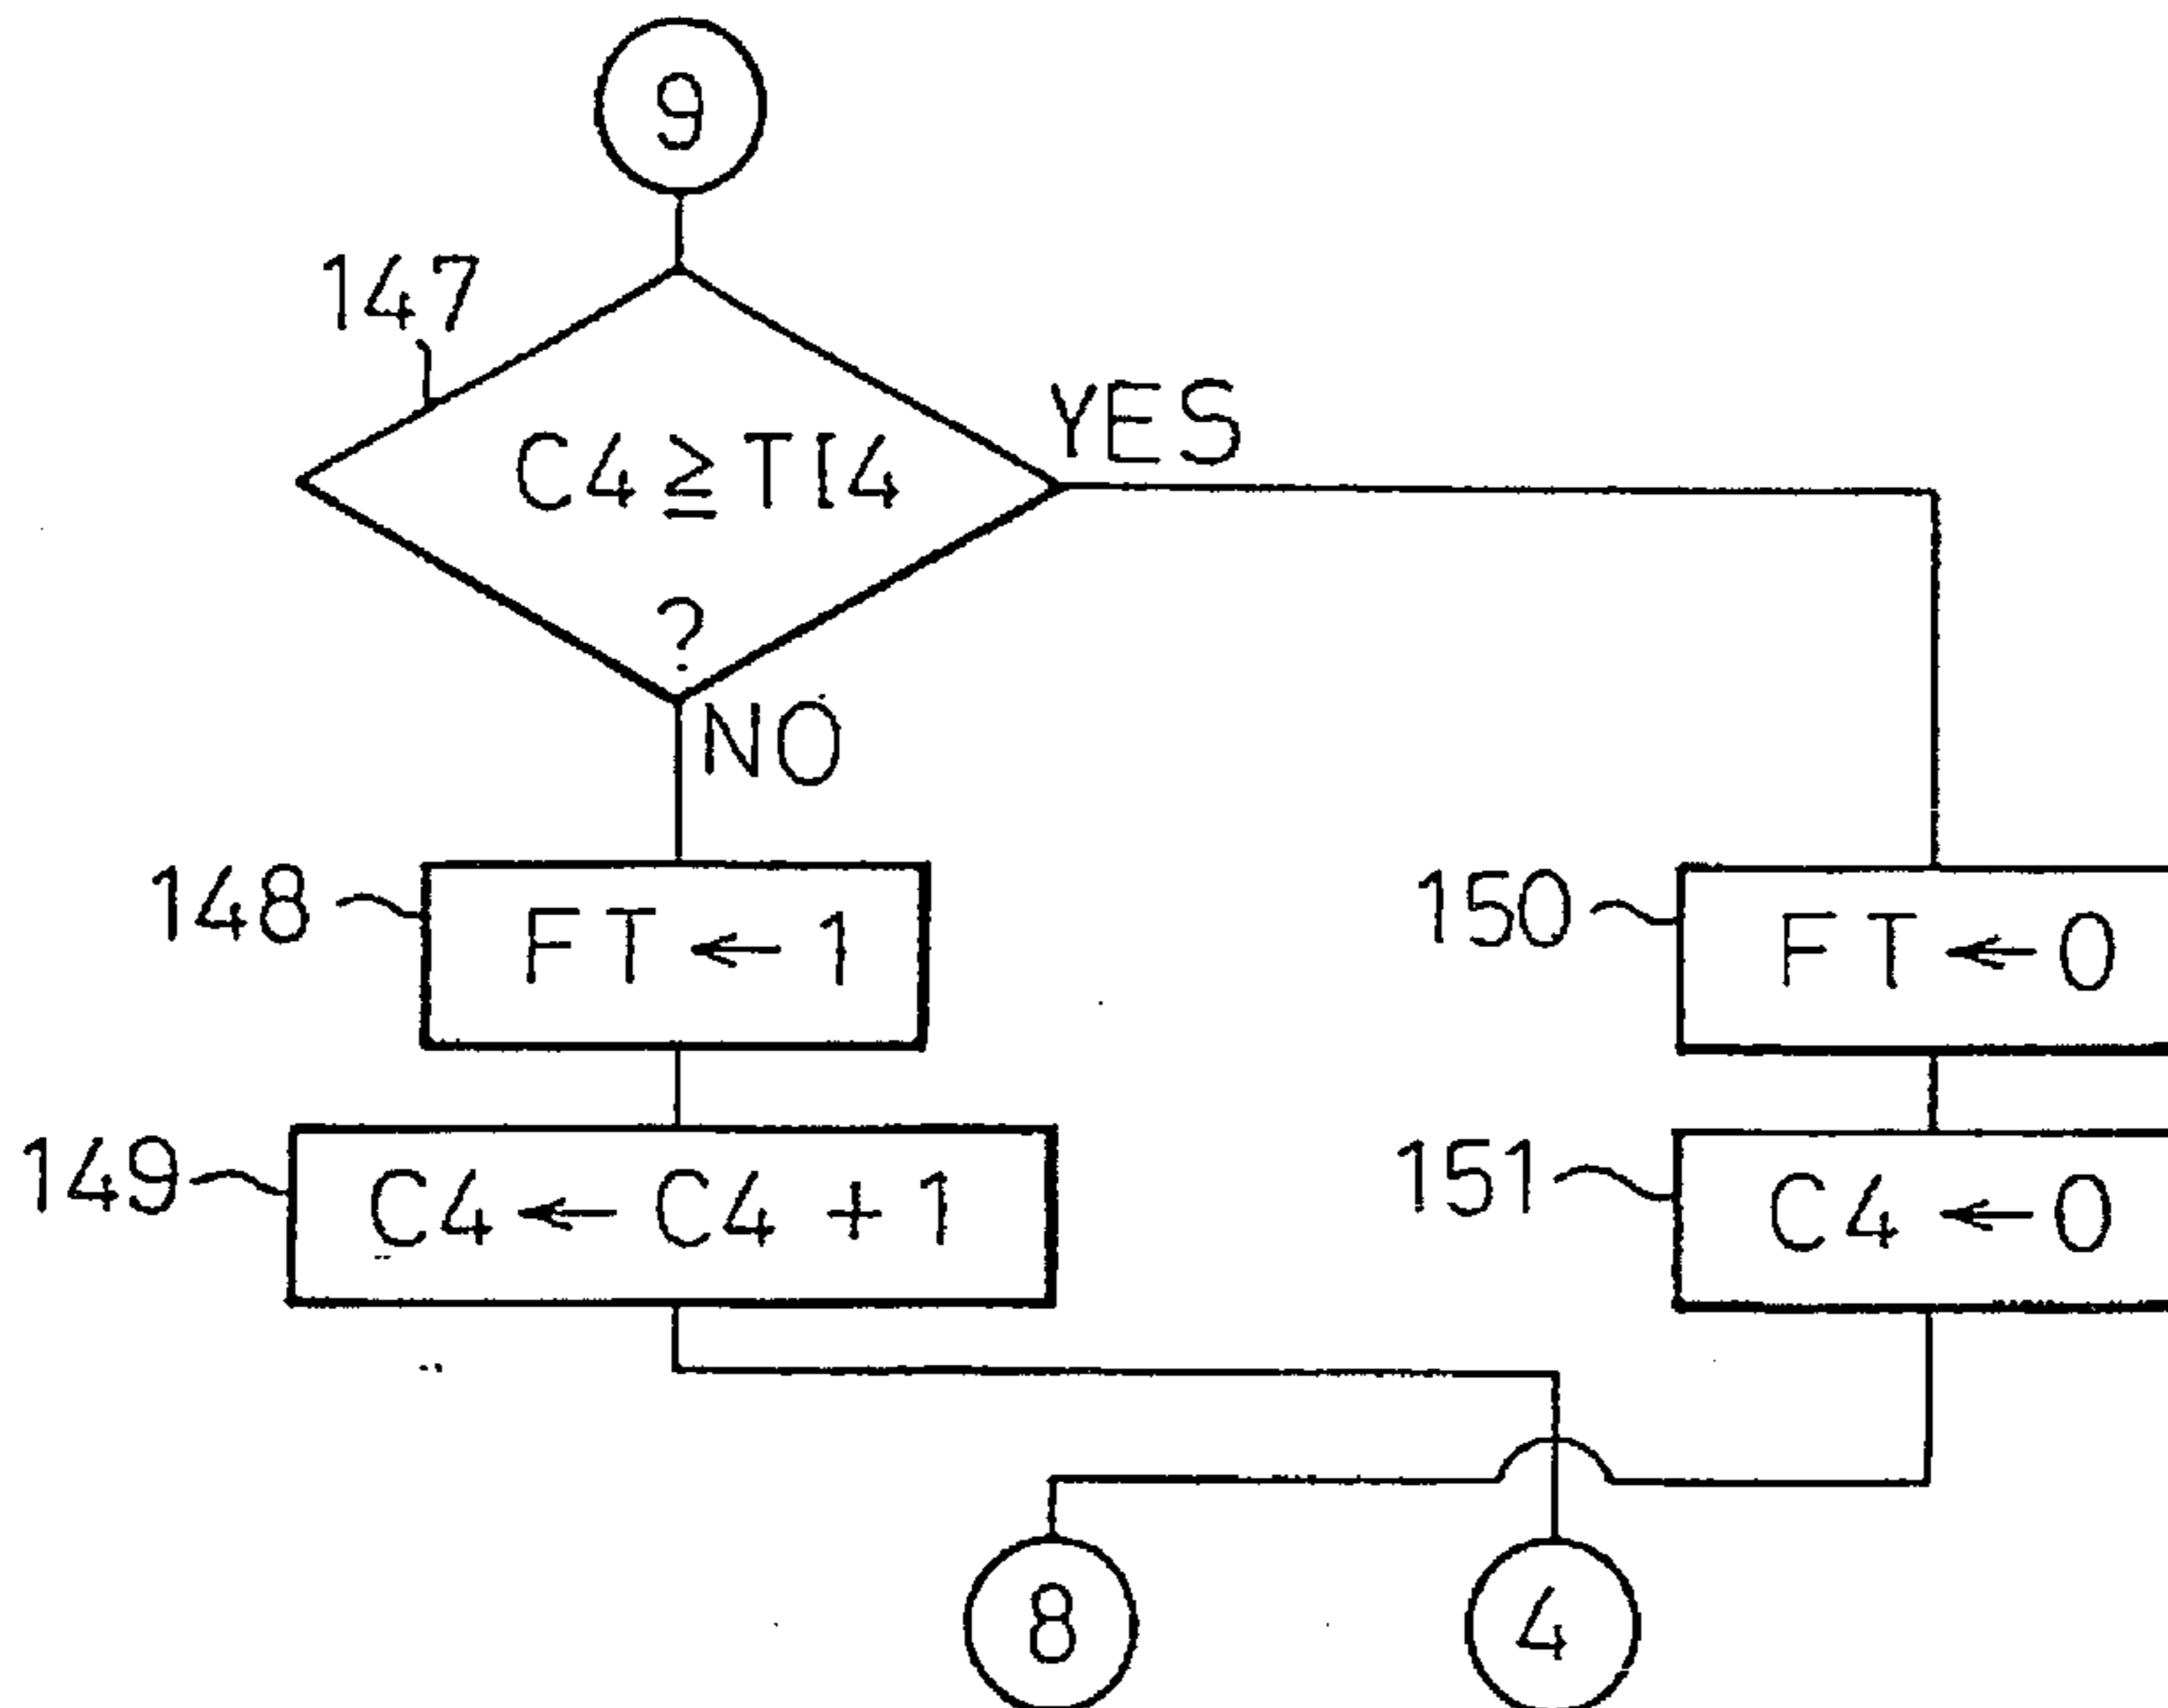 9
147
C4 ≧ TI4
?
YES
NO
148
FT ← 1
150
FT ← 0
149
C4 ← C4 + 1
151
C4 ← 0
8
4